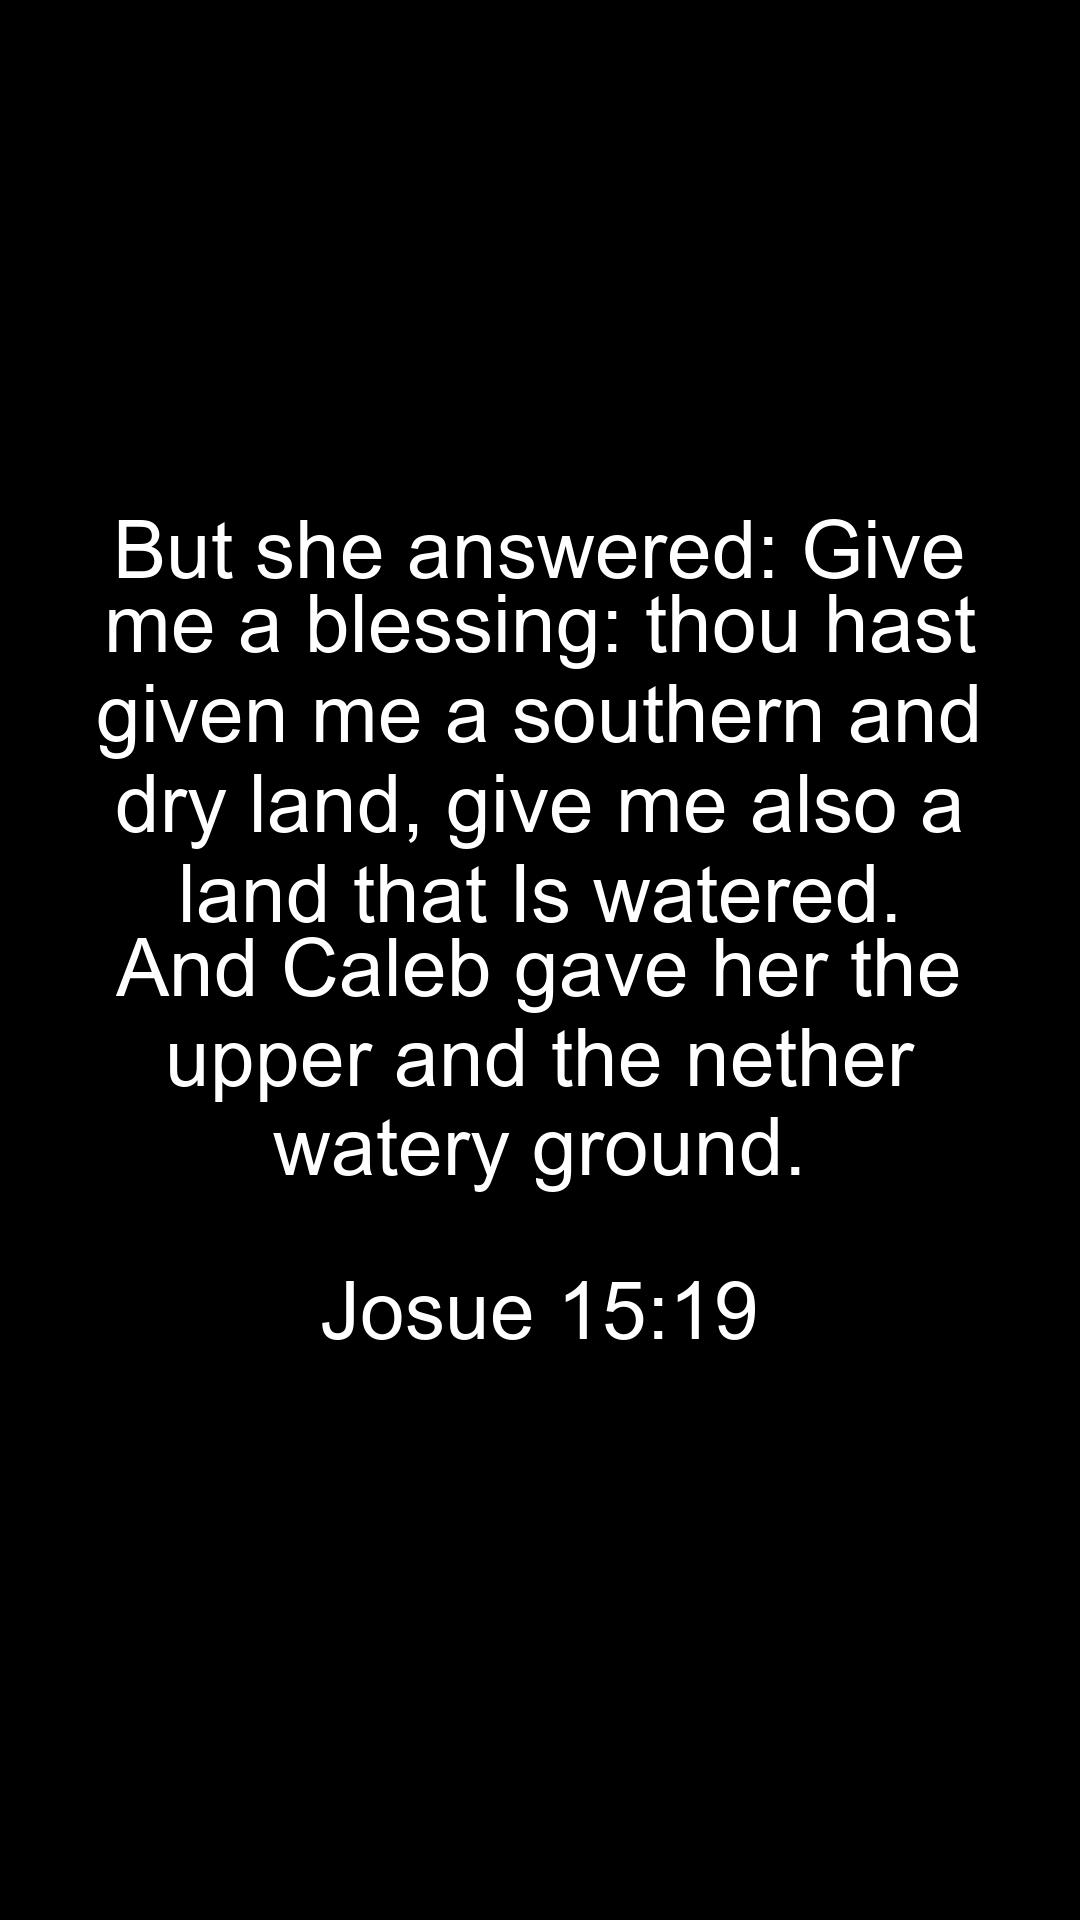 But she answered: Give
me a blessing: thou hast
given me a southern and
dry land, give me also a
land that Is watered.
And Caleb gave her the
upper and the nether
watery ground.
Josue 15:19